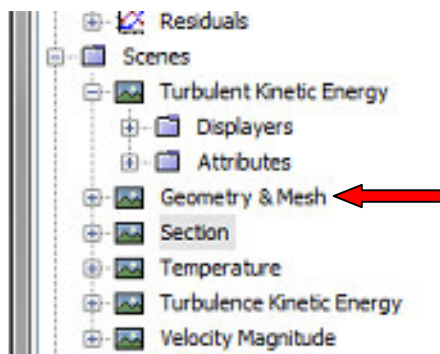 Residuals
Scenes
Turbulent Kinetic Energy
Displayers
Attributes
Geometry & Mesh
Section
Temperature
Turbulence Kinetic Energy
Velocity Magnitude